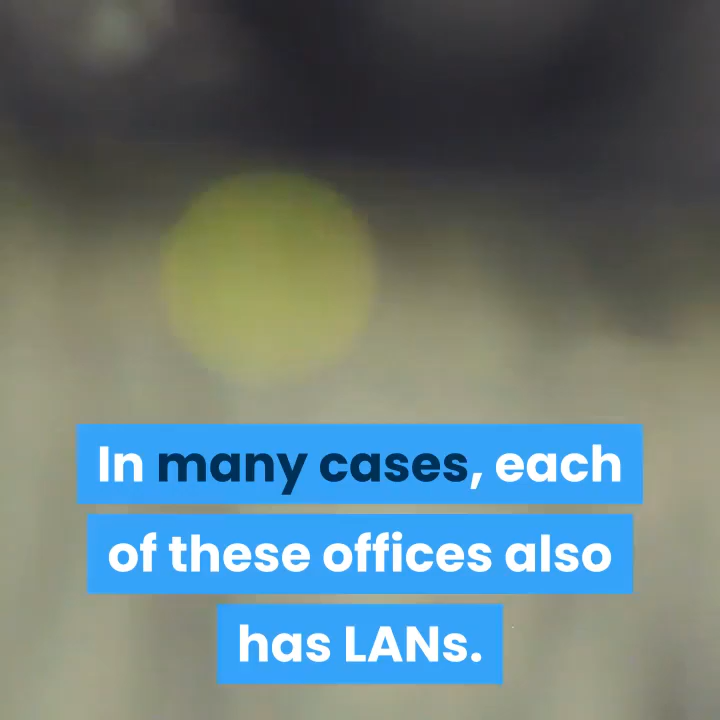 In many cases, each
of these offices also
has LANs.